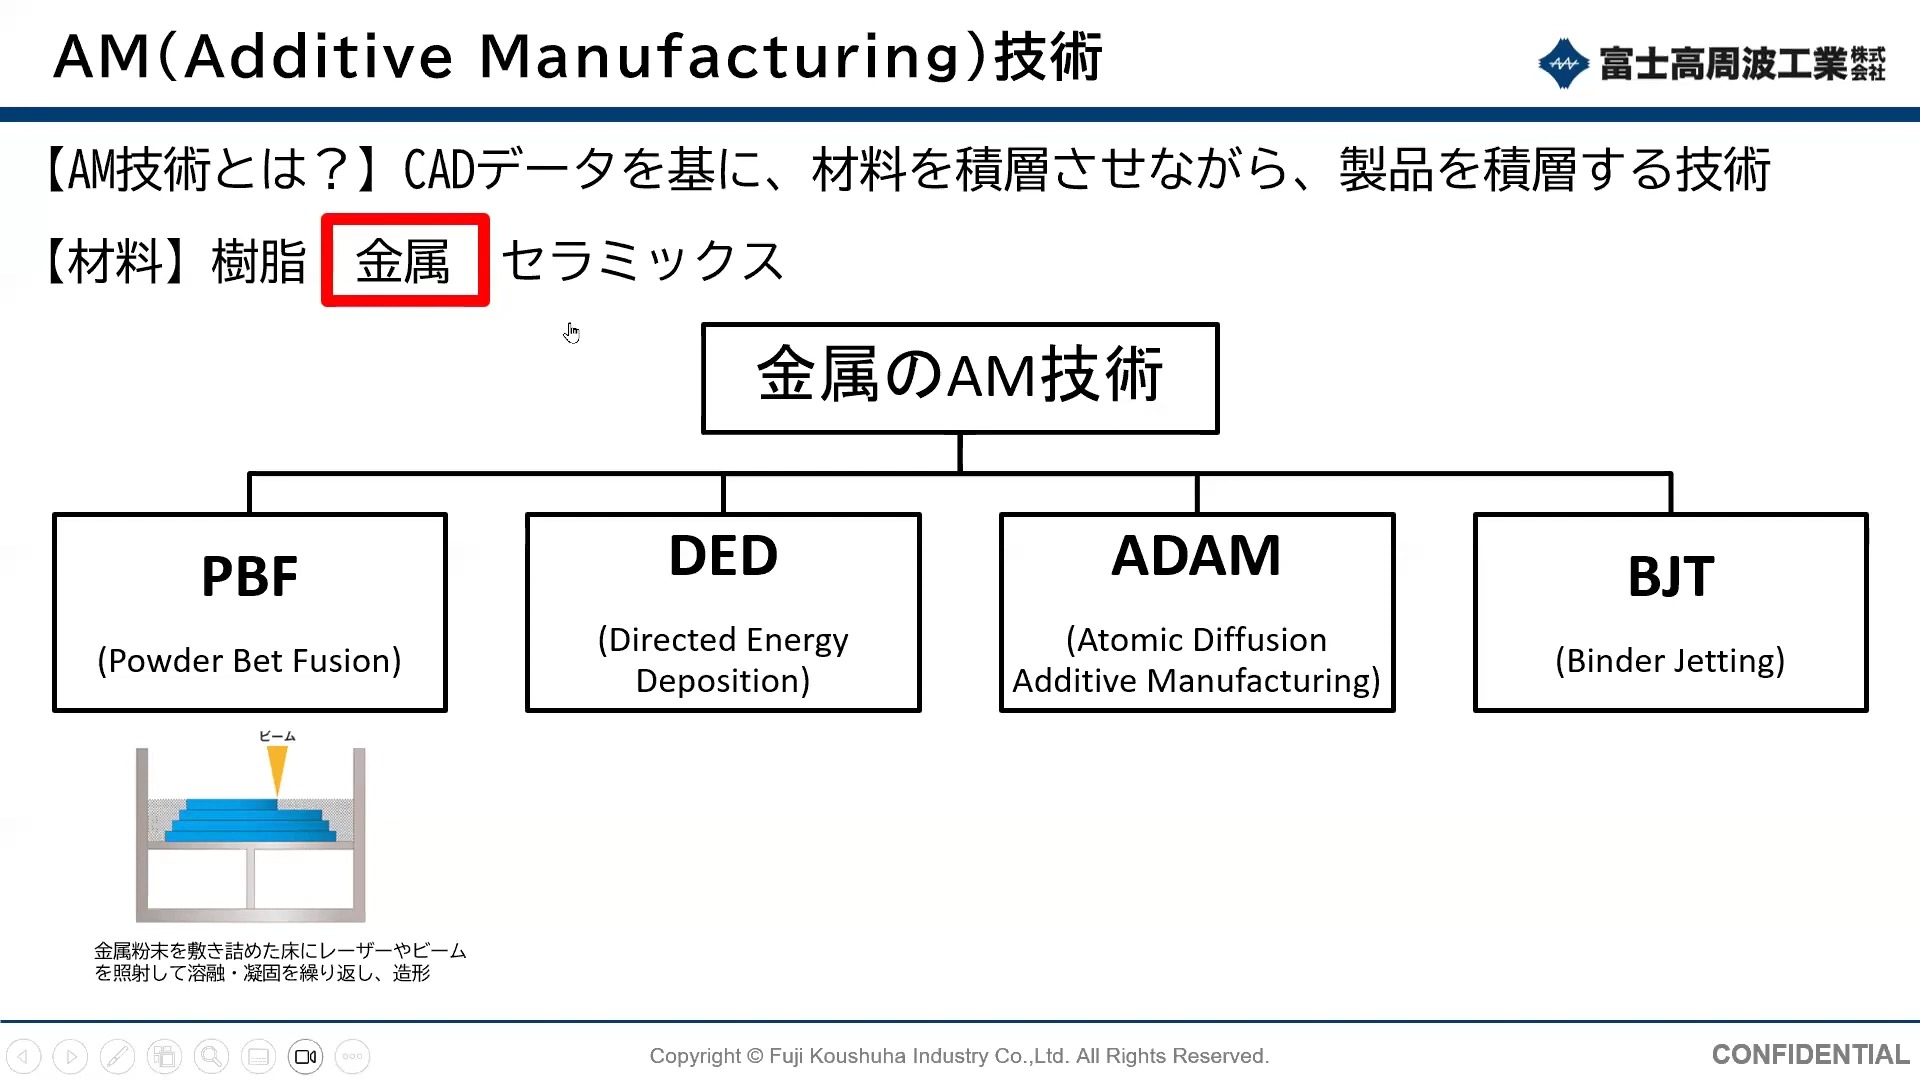 AM(Additive Manufacturing)技術
富士高周波工業株式会社
【AM技術とは？】CADデータを基に、材料を積層させながら、製品を積層する技術
【材料】樹脂 金属 セラミックス
金属のAM技術
PBF
(Powder Bet Fusion)
DED
(Directed Energy
Deposition)
ADAM
(Atomic Diffusion
Additive Manufacturing)
BJT
(Binder Jetting)
ビーム
金属粉末を敷き詰めた床にレーザーやビーム
を照射して溶融・凝固を繰り返し、造形
Copyright © Fuji Koushuha Industry Co.,Ltd. All Rights Reserved.
CONFIDENTIAL